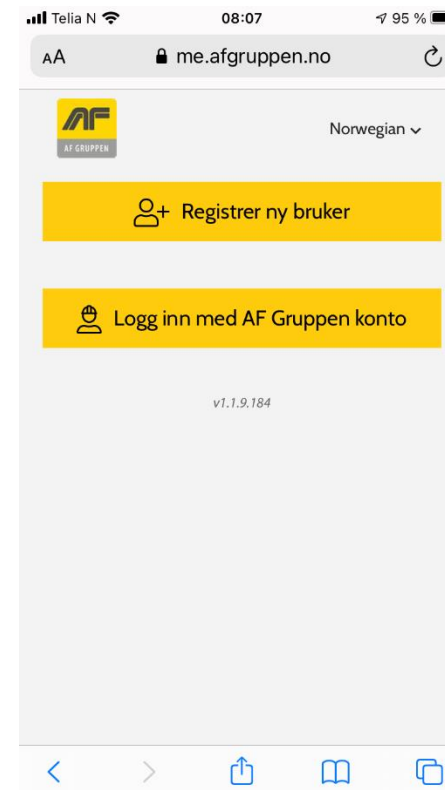 Telia N
08:07
95 %
AA
me.afgruppen.no
AF
AF GRUPPEN
Norwegian
Registrer ny bruker
Logg inn med AF Gruppen konto
v1.1.9.184